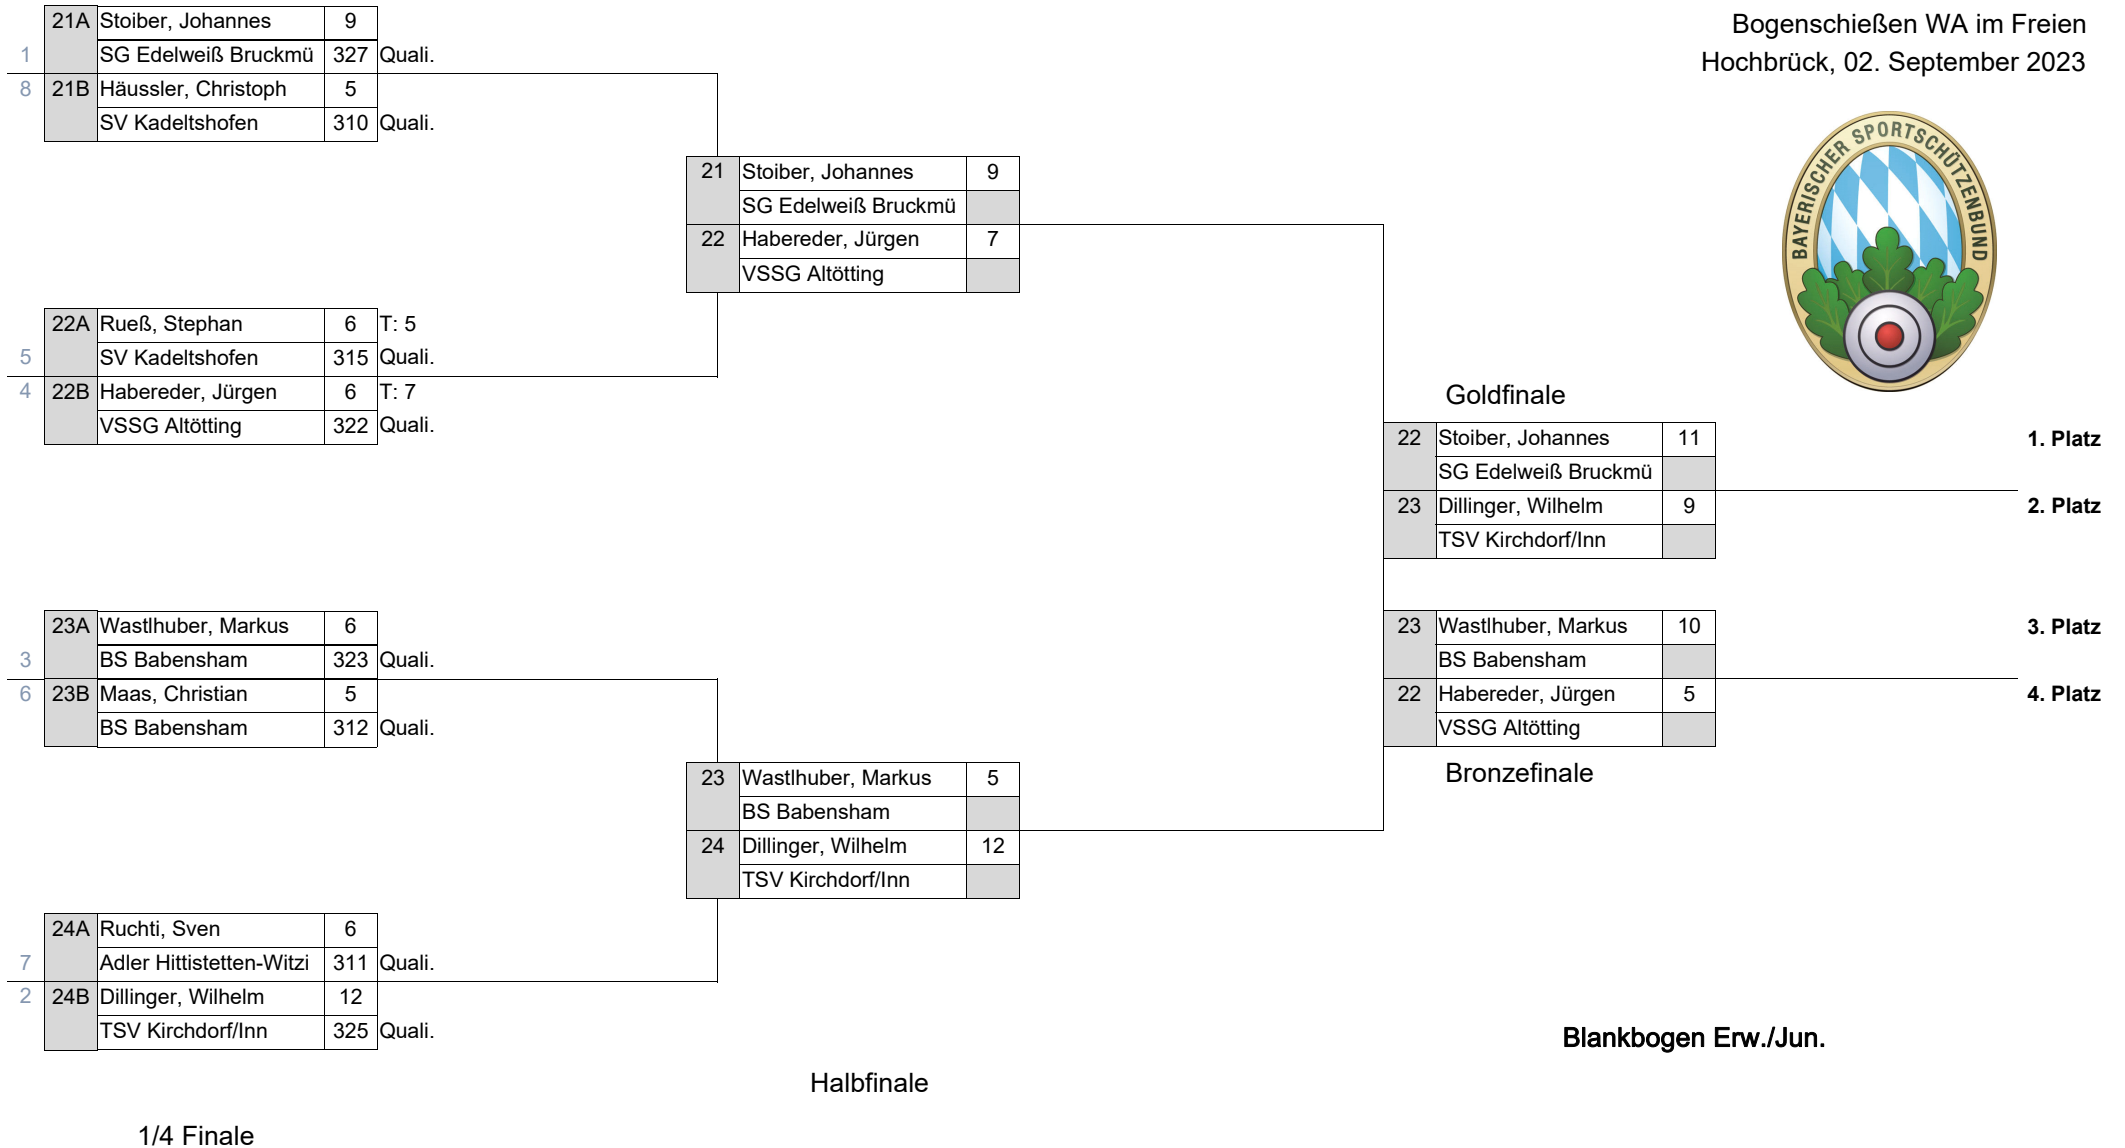 Bogenschießen WA im Freien
Hochbrück, 02. September 2023
BAYERISCHER SPORTSCHÜTZENBUND
21A Stoiber, Johannes 9
1 SG Edelweiß Bruckmü 327 Quali.
8 21B Häussler, Christoph 5
SV Kadeltshofen 310 Quali.
22A Rueß, Stephan 6 T: 5
5 SV Kadeltshofen 315 Quali.
4 22B Habereder, Jürgen 6 T: 7
VSSG Altötting 322 Quali.
23A Wastlhuber, Markus 6
3 BS Babensham 323 Quali.
6 23B Maas, Christian 5
BS Babensham 312 Quali.
24A Ruchti, Sven 6
7 Adler Hittistetten-Witzi 311 Quali.
2 24B Dillinger, Wilhelm 12
TSV Kirchdorf/Inn 325 Quali.
1/4 Finale
21 Stoiber, Johannes 9
SG Edelweiß Bruckmü
22 Habereder, Jürgen 7
VSSG Altötting
23 Wastlhuber, Markus 5
BS Babensham
24 Dillinger, Wilhelm 12
TSV Kirchdorf/Inn
Halbfinale
Goldfinale
22 Stoiber, Johannes 11 1. Platz
SG Edelweiß Bruckmü
23 Dillinger, Wilhelm 9 2. Platz
TSV Kirchdorf/Inn
23 Wastlhuber, Markus 10 3. Platz
BS Babensham
22 Habereder, Jürgen 5 4. Platz
VSSG Altötting
Bronzefinale
Blankbogen Erw./Jun.